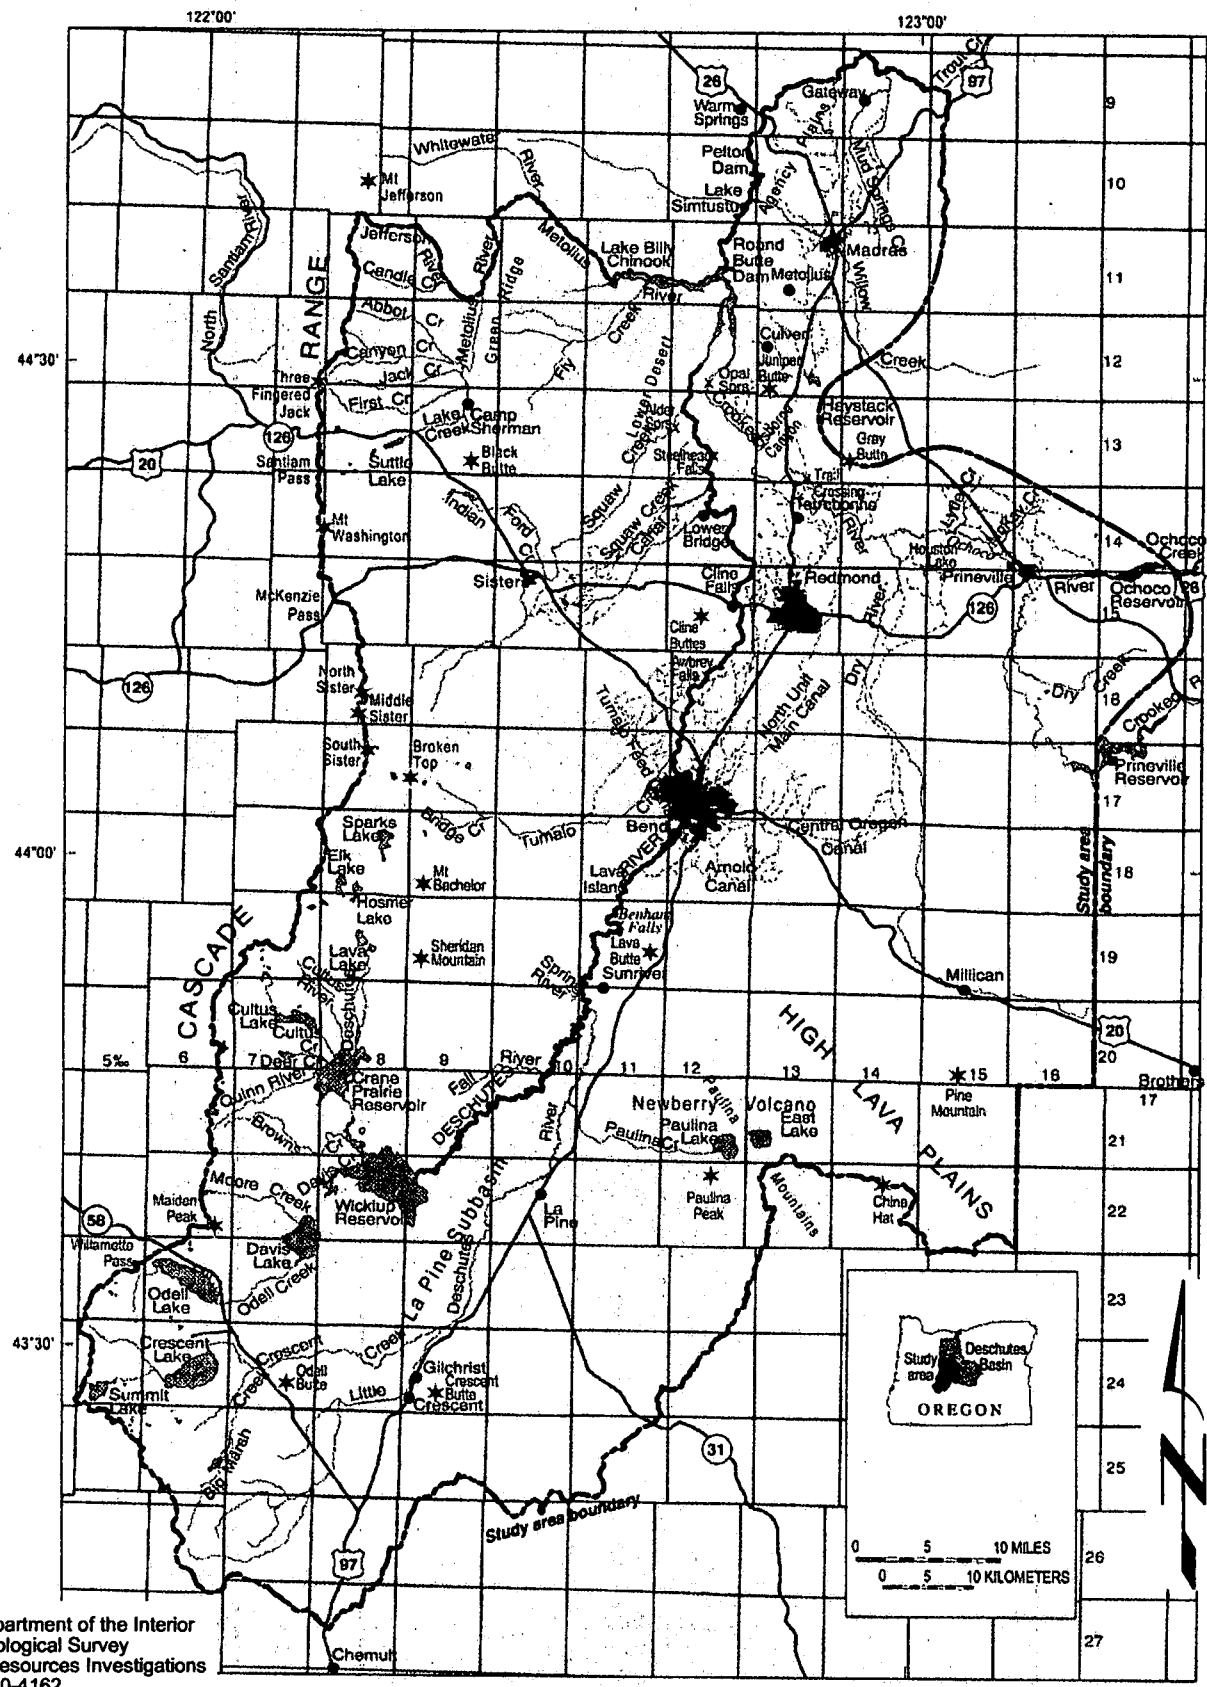 122°00'
123°00'
26
97
Trout Cr
Gateway
9
Warm
Springs
Plains
Whitewater
River
Pelton
Dam
Mud Springs Cr
Mt
Jefferson
Lake
Simtustus
Agency
10
North
Santiam
River
Jefferson
River
River
Metolius
Lake Billy
Chinook
Round
Butte
Dam
Madras
Metolius
River
11
Candle
Cr
RANGE
Green Ridge
Willow
Abbot
Cr
Metolius
Creek
Culver
44°30'
Canyon
Cr
Fly
Juniper
Butte
Creek
12
Three
Fingered
Jack
Jack
Cr
Opal
Sprs
First Cr
Lake
Creek
Camp
Sherman
Lower Desert
Crooked
Haystack
Reservoir
126
20
Santiam
Pass
Suttle
Lake
Black
Butte
Creek
Steelhead
Falls
Canyon
Gray
Butte
13
Trail
Crossing
Terrebonne
Mt
Washington
Indian
Ford
Cr
Squaw
Squaw Creek
Canal
Lower
Bridge
River
Houston
Lake
Ochoco
14
Ochoco
Creek
McKenzie
Pass
Sisters
Cline
Falls
Redmond
Prineville
River
Ochoco
Reservoir
26
126
15
Cline
Buttes
River
126
North
Sister
Awbrey
Falls
Dry
Dry
Creek
16
Middle
Sister
Tumalo Feed
North Unit
Main Canal
Crooked
R
South
Sister
Broken
Top
Prineville
Reservoir
17
Sparks
Lake
Bridge Cr
Tumalo
Bend
Central Oregon
Canal
44°00'
Elk
Lake
Mt
Bachelor
Lava
Island
RIVER
Arnold
Canal
Study area
boundary
18
Hosmer
Lake
Benham
Falls
CASCADE
Lava
Lake
Sheridan
Mountain
Lava
Butte
19
Cultus
River
Spring
River
Sunriver
Millican
Cultus
Lake
Cultus
Cr
Deschutes
HIGH
20
6
7
Deer Cr
8
9
Fall
River
10
11
12
13
14
15
16
20
Quinn River
Crane
Prairie
Reservoir
DESCHUTES
Pine
Mountain
17
Newberry
Volcano
Paulina
LAVA
Browns
Cr
River
Paulina Cr
Paulina
Lake
East
Lake
21
Davis
Cr
PLAINS
Moore Creek
Maiden
Peak
Wickiup
Reservoir
La
Pine
Paulina
Peak
Mountains
China
Hat
22
58
Willamette
Pass
Davis
Lake
La Pine Subbasin
Deschutes
Odell
Lake
Odell Creek
23
43°30'
Crescent
Lake
Crescent
Creek
Study
area
Deschutes
Basin
Summit
Lake
Creek
Odell
Butte
Little
Gilchrist
Crescent
Butte
Crescent
OREGON
24
Big Marsh
31
25
Study area boundary
0 5 10 MILES
0 5 10 KILOMETERS
26
97
27
Chemult
partment of the Interior
ological Survey
esources Investigations
0-4162